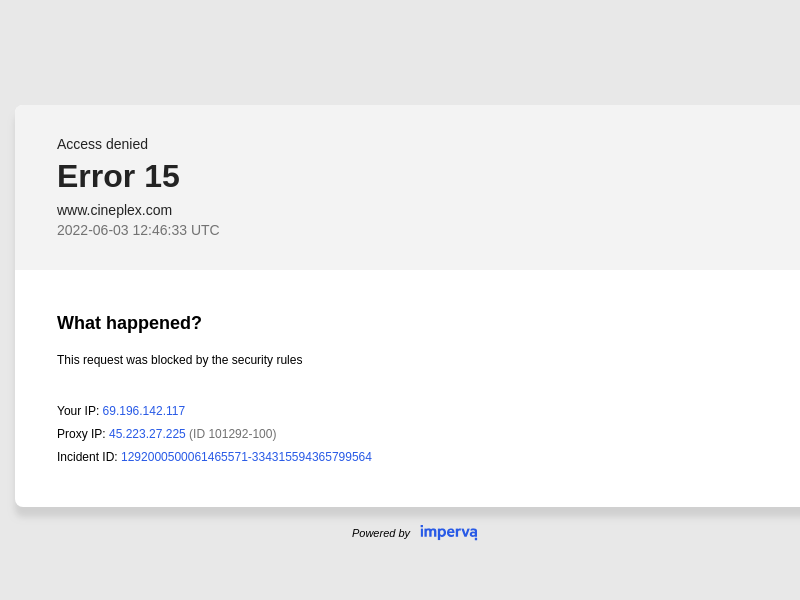 Access denied
Error 15
www.cineplex.com
2022-06-03 12:46:33 UTC
What happened?
This request was blocked by the security rules
Your IP: 69.196.142.117
Proxy IP: 45.223.27.225 (ID 101292-100)
Incident ID: 1292000500061465571-334315594365799564
Powered by imperva